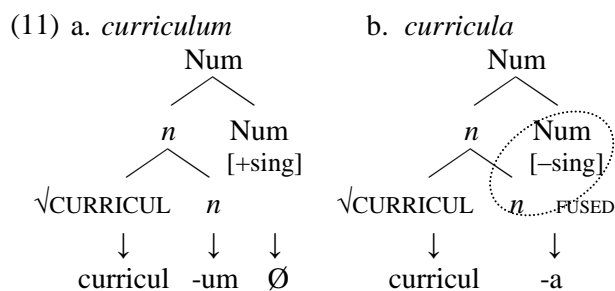 (11) a. curriculum b. curricula
Num Num
n Num n Num
[+sing] [−sing]
√CURRICUL n √CURRICUL n FUSED
↓ ↓ ↓ ↓ ↓
curricul -um Ø curricul -a